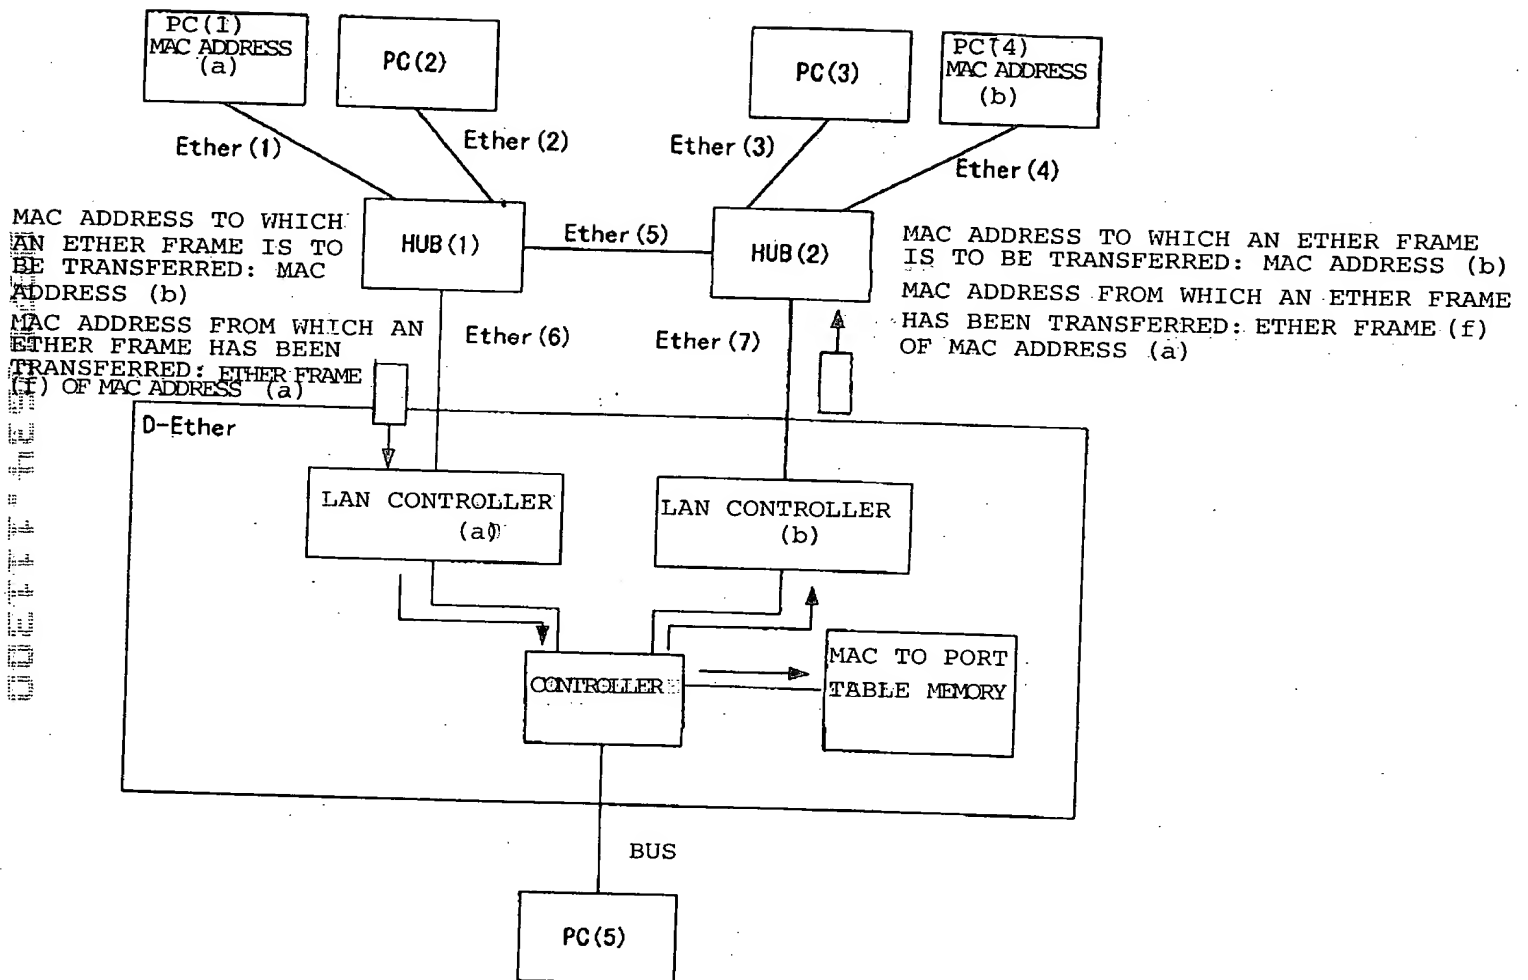 PC(1)
MAC ADDRESS
(a)
PC(2)
PC(3)
PC(4)
MAC ADDRESS
(b)
Ether(1)
Ether(2)
Ether(3)
Ether(4)
MAC ADDRESS TO WHICH
AN ETHER FRAME IS TO
BE TRANSFERRED: MAC
ADDRESS (b)
MAC ADDRESS FROM WHICH AN
ETHER FRAME HAS BEEN
TRANSFERRED: ETHER FRAME
(f) OF MAC ADDRESS (a)
HUB(1)
Ether(5)
HUB(2)
MAC ADDRESS TO WHICH AN ETHER FRAME
IS TO BE TRANSFERRED: MAC ADDRESS (b)
MAC ADDRESS FROM WHICH AN ETHER FRAME
HAS BEEN TRANSFERRED: ETHER FRAME (f)
OF MAC ADDRESS (a)
Ether(6)
Ether(7)
D-Ether
LAN CONTROLLER
(a)
LAN CONTROLLER
(b)
CONTROLLER
MAC TO PORT
TABLE MEMORY
BUS
PC(5)